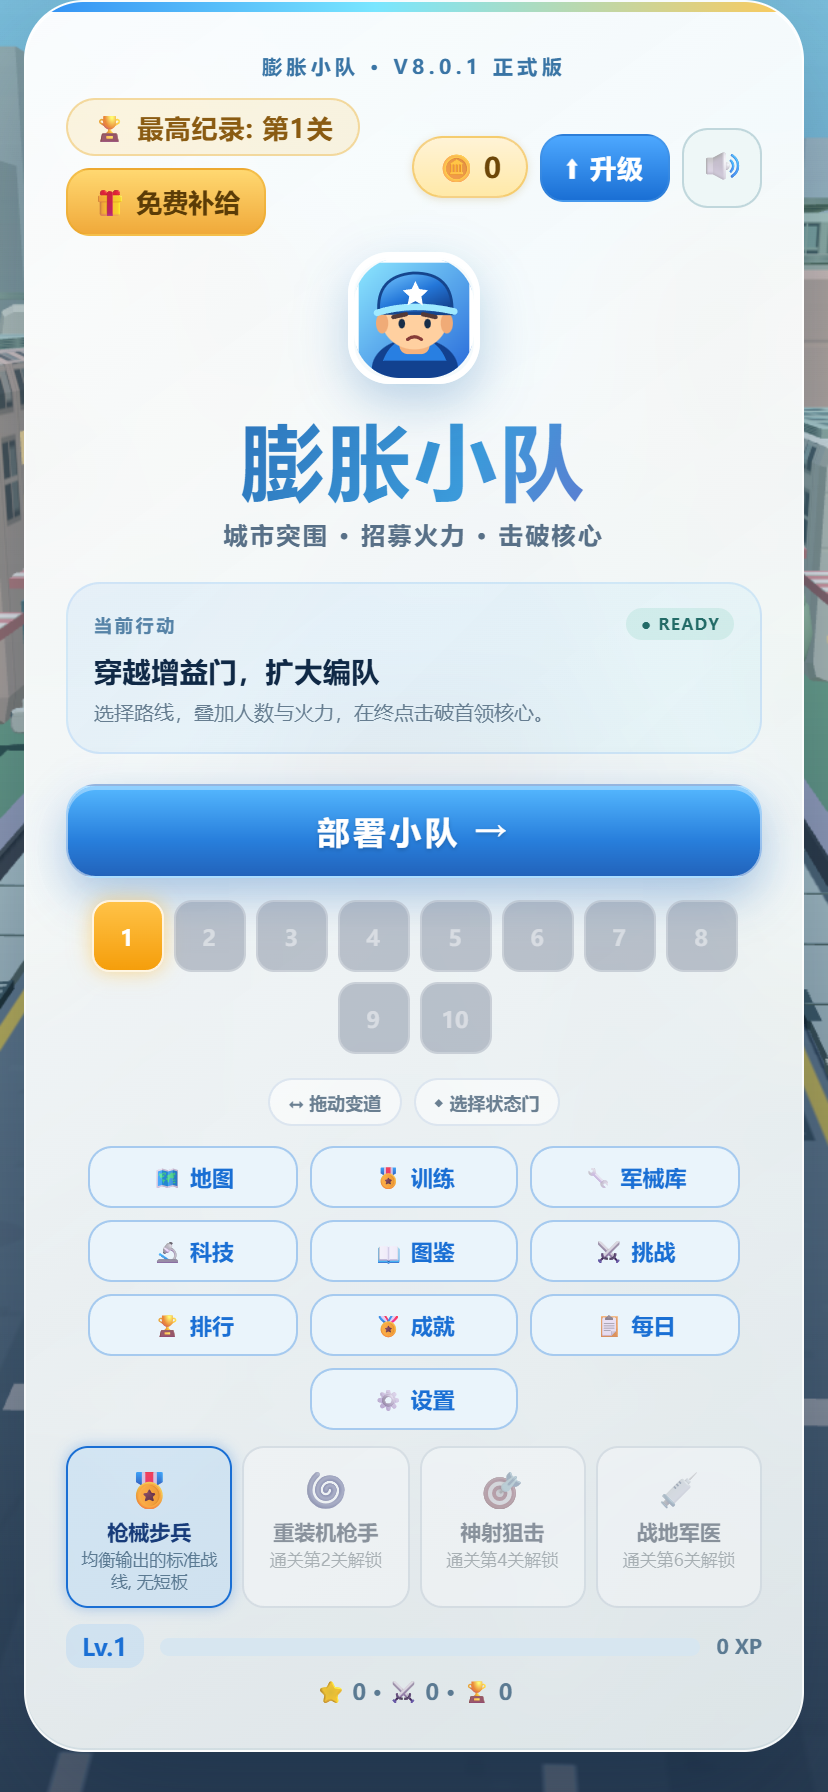 膨胀小队 • V8.0.1 正式版
最高纪录: 第1关
免费补给
0
⬆ 升级
膨胀小队
城市突围 • 招募火力 • 击破核心
当前行动
● READY
穿越增益门，扩大编队
选择路线，叠加人数与火力，在终点击破首领核心。
部署小队 →
1
2
3
4
5
6
7
8
9
10
↔ 拖动变道
◆ 选择状态门
地图
训练
军械库
科技
图鉴
挑战
排行
成就
每日
设置
枪械步兵
均衡输出的标准战
线, 无短板
重装机枪手
通关第2关解锁
神射狙击
通关第4关解锁
战地军医
通关第6关解锁
Lv.1
0 XP
0 • 0 • 0